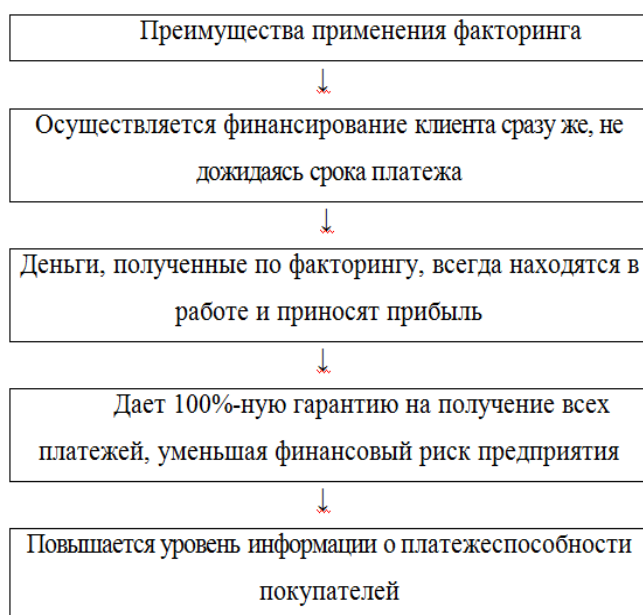 Преимущества применения факторинга
↓
Осуществляется финансирование клиента сразу же, не
дожидаясь срока платежа
↓
Деньги, полученные по факторингу, всегда находятся в
работе и приносят прибыль
↓
Дает 100%-ную гарантию на получение всех
платежей, уменьшая финансовый риск предприятия
↓
Повышается уровень информации о платежеспособности
покупателей